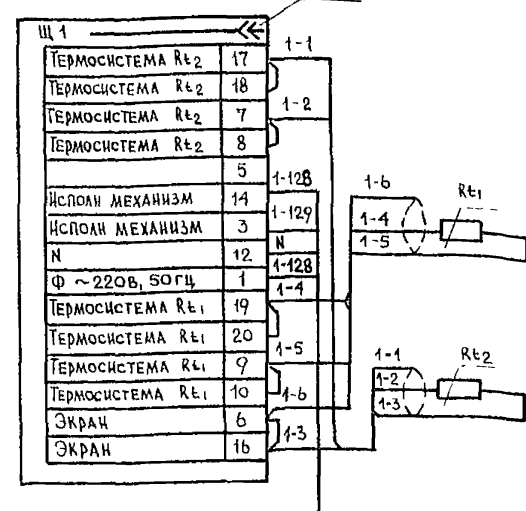 Щ1
1-1
Термосистема Rt2 17
Термосистема Rt2 18
1-2
Термосистема Rt2 7
Термосистема Rt2 8
5
1-128
Исполн механизм 14
1-129
Исполн механизм 3
N
N 12
1-128
Ф ~220В, 50гц 1
1-4
Термосистема Rt1 19
Термосистема Rt1 20
1-5
Термосистема Rt1 9
Термосистема Rt1 10
1-6
Экран 6
1-3
Экран 16
1-6
Rt1
1-4
1-5
1-1
Rt2
1-2
1-3